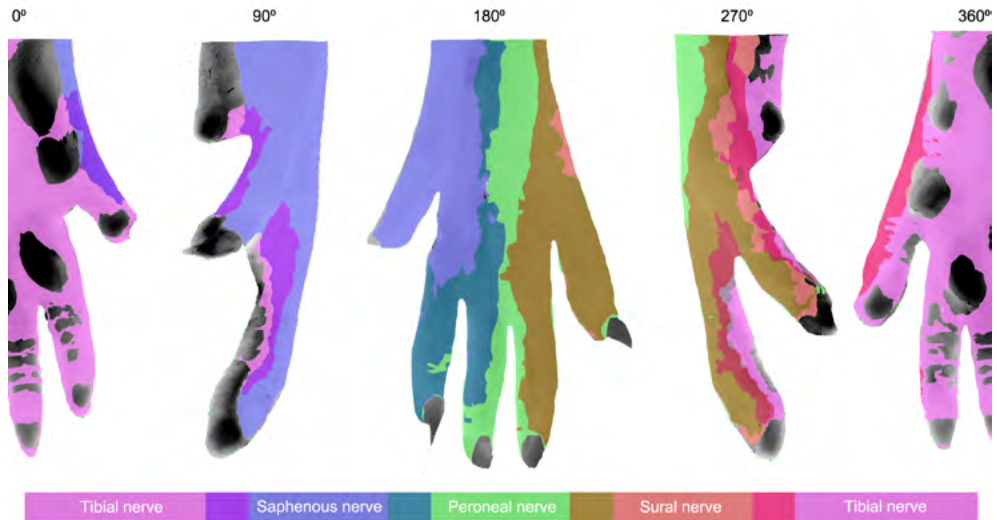 0º 90º 180º 270º 360º
Tibial nerve Saphenous nerve Peroneal nerve Sural nerve Tibial nerve